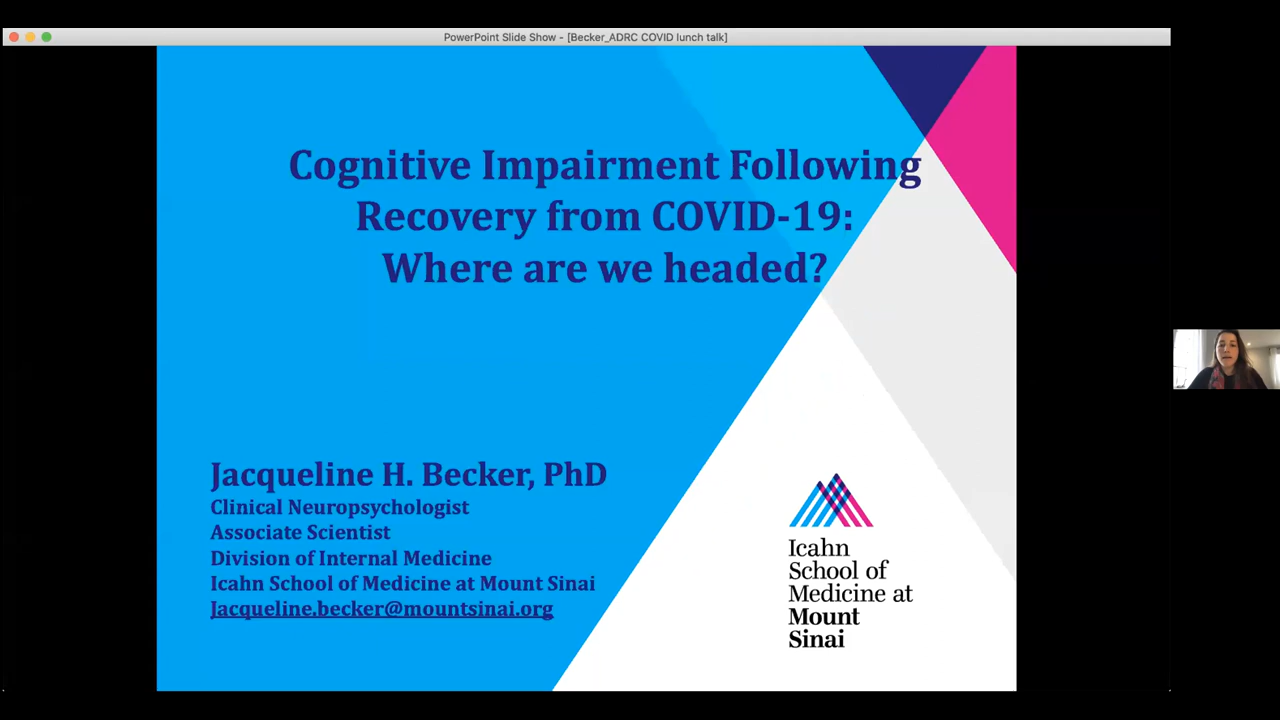 PowerPoint Slide Show - [Becker_ADRC COVID lunch talk]
Cognitive Impairment Following
Recovery from COVID-19:
Where are we headed?
Jacqueline H. Becker, PhD
Clinical Neuropsychologist
Associate Scientist
Division of Internal Medicine
Icahn School of Medicine at Mount Sinai
Jacqueline.becker@mountsinai.org
Icahn
School of
Medicine at
Mount
Sinai